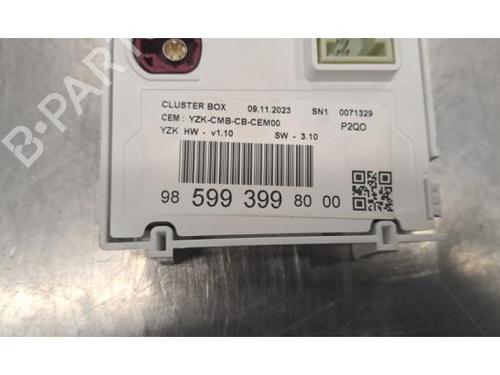 B-PARTS
CLUSTER BOX 09.11.2023 SN1 0071329
CEM : YZK-CMB-CB-CEM00 P2QO
YZK HW - v1.10 SW - 3.10
98 599 399 80 00